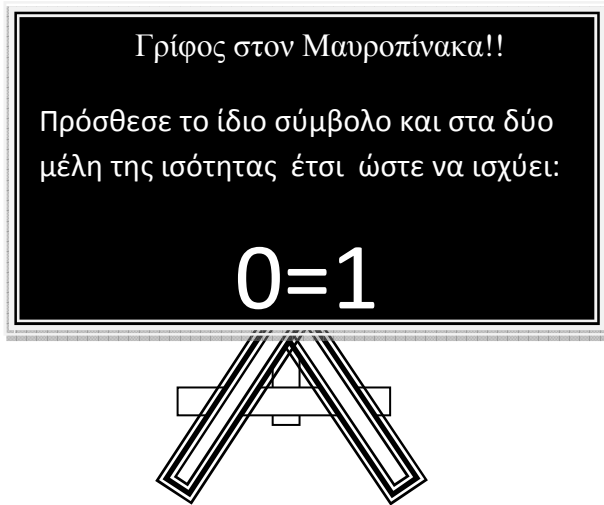 Γρίφος στον Μαυροπίνακα!!
Πρόσθεσε το ίδιο σύμβολο και στα δύο
μέλη της ισότητας έτσι ώστε να ισχύει:
0=1